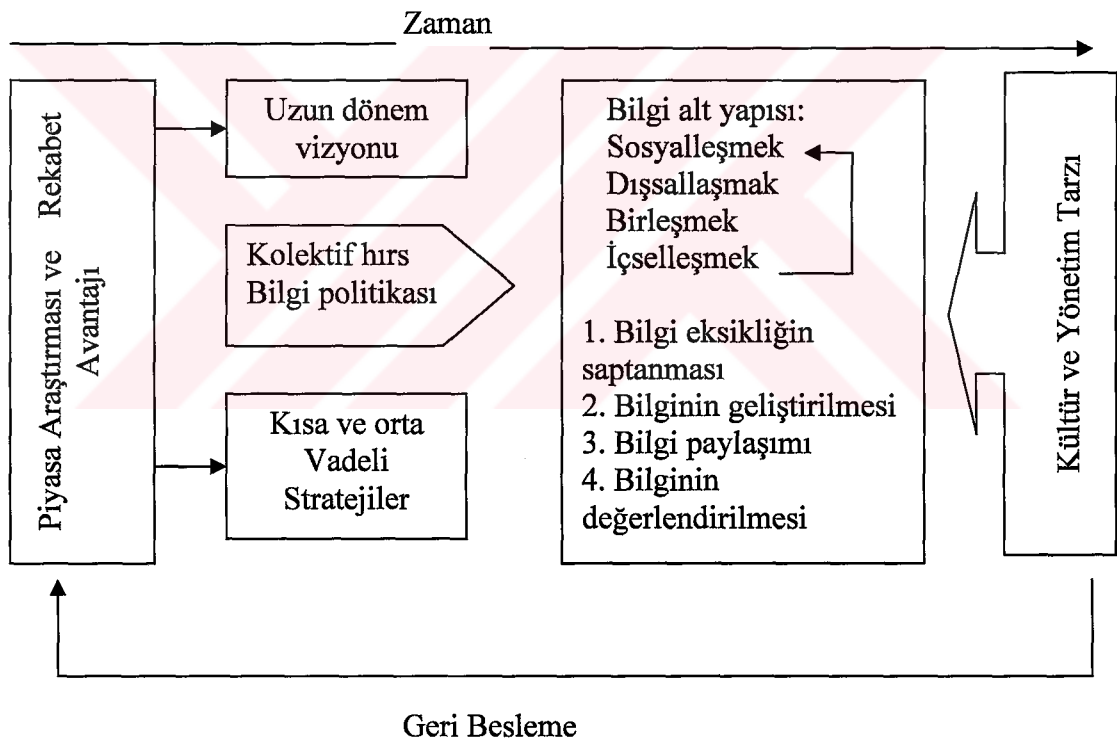 Zaman
Piyasa Araştırması ve Rekabet
Avantajı
Uzun dönem
vizyonu
Kolektif hırs
Bilgi politikası
Kısa ve orta
Vadeli
Stratejiler
Bilgi alt yapısı:
Sosyalleşmek
Dışsallaşmak
Birleşmek
İçselleşmek
1. Bilgi eksikliğin
saptanması
2. Bilginin geliştirilmesi
3. Bilgi paylaşımı
4. Bilginin
değerlendirilmesi
Kültür ve Yönetim Tarzı
Geri Besleme